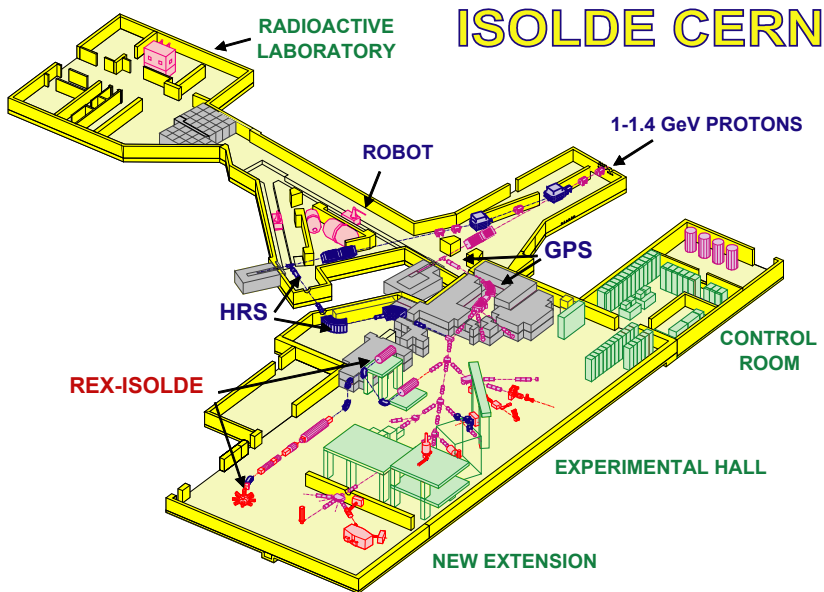 ISOLDE CERN
RADIOACTIVE
LABORATORY
1-1.4 GeV PROTONS
ROBOT
GPS
HRS
CONTROL
ROOM
REX-ISOLDE
EXPERIMENTAL HALL
NEW EXTENSION